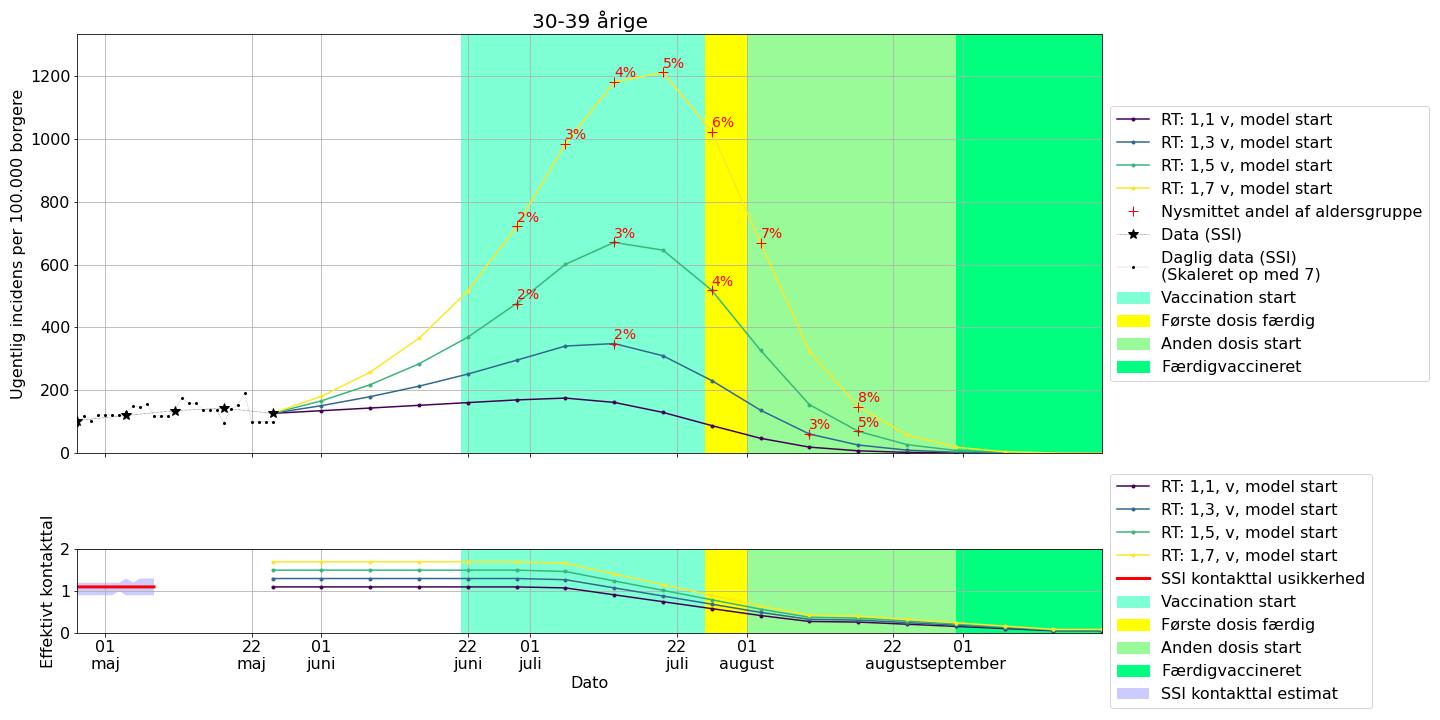 30-39 årige
Ugentlig incidens per 100.000 borgere
1200
1000
800
600
400
200
0
2%
3%
4%
5%
6%
7%
8%
2%
3%
4%
5%
2%
3%
RT: 1,1 v, model start
RT: 1,3 v, model start
RT: 1,5 v, model start
RT: 1,7 v, model start
Nysmittet andel af aldersgruppe
Data (SSI)
Daglig data (SSI)
(Skaleret op med 7)
Vaccination start
Første dosis færdig
Anden dosis start
Færdigvaccineret
Effektivt kontakttal
2
1
0
01
maj
22
maj
01
juni
22
juni
01
juli
22
juli
01
august
22
august
01
september
Dato
RT: 1,1, v, model start
RT: 1,3, v, model start
RT: 1,5, v, model start
RT: 1,7, v, model start
SSI kontakttal usikkerhed
Vaccination start
Første dosis færdig
Anden dosis start
Færdigvaccineret
SSI kontakttal estimat